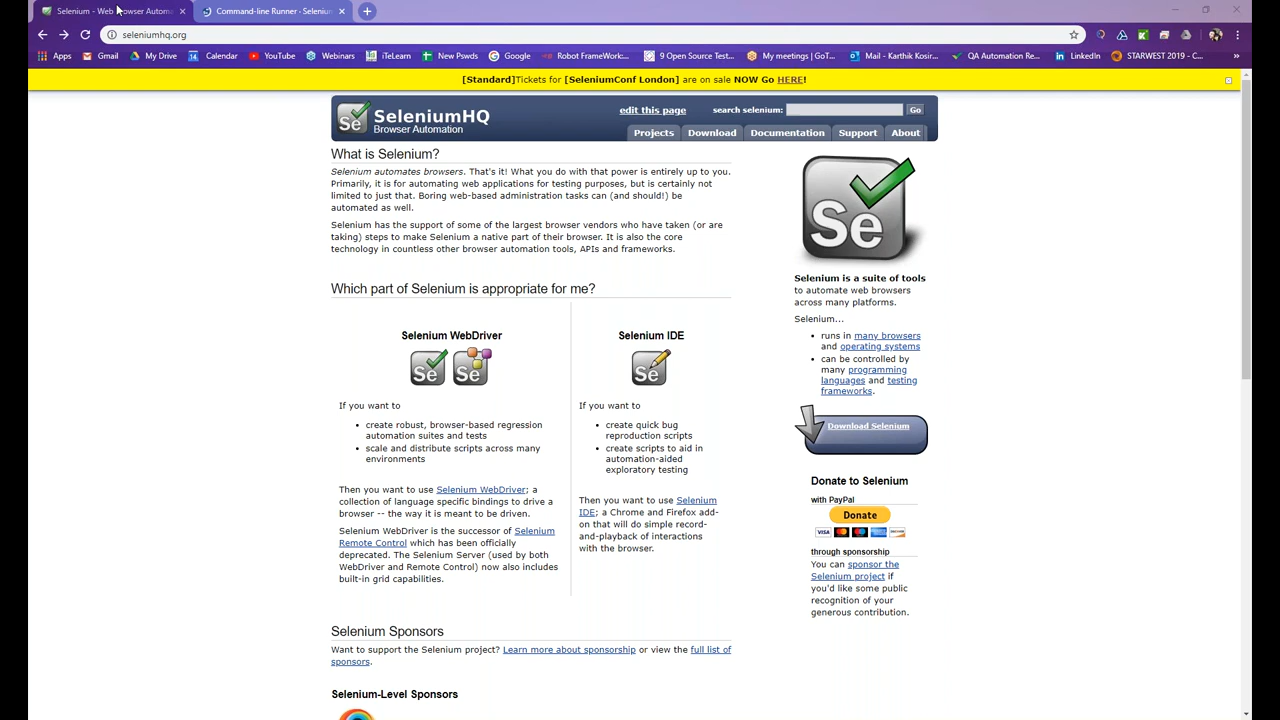 Selenium - Web Browser Automa
Command-line Runner · Seleniu
seleniumhq.org
Apps
Gmail
My Drive
Calendar
YouTube
Webinars
iTeLearn
New Pswds
Google
Robot FrameWork:...
9 Open Source Test...
My meetings | GoT...
Mail - Karthik Kosir...
QA Automation Re...
LinkedIn
STARWEST 2019 - C...
[Standard]Tickets for [SeleniumConf London] are on sale NOW Go HERE!
edit this page
search selenium:
Go
SeleniumHQ
Browser Automation
Projects
Download
Documentation
Support
About
What is Selenium?
Selenium automates browsers. That's it! What you do with that power is entirely up to you.
Primarily, it is for automating web applications for testing purposes, but is certainly not
limited to just that. Boring web-based administration tasks can (and should!) be
automated as well.
Selenium has the support of some of the largest browser vendors who have taken (or are
taking) steps to make Selenium a native part of their browser. It is also the core
technology in countless other browser automation tools, APIs and frameworks.
Which part of Selenium is appropriate for me?
Selenium WebDriver
Se
Se
If you want to
• create robust, browser-based regression
automation suites and tests
• scale and distribute scripts across many
environments
Then you want to use Selenium WebDriver; a
collection of language specific bindings to drive a
browser -- the way it is meant to be driven.
Selenium WebDriver is the successor of Selenium
Remote Control which has been officially
deprecated. The Selenium Server (used by both
WebDriver and Remote Control) now also includes
built-in grid capabilities.
Selenium IDE
Se
If you want to
• create quick bug
reproduction scripts
• create scripts to aid in
automation-aided
exploratory testing
Then you want to use Selenium
IDE; a Chrome and Firefox add-
on that will do simple record-
and-playback of interactions
with the browser.
Selenium Sponsors
Want to support the Selenium project? Learn more about sponsorship or view the full list of
sponsors.
Selenium-Level Sponsors
Se
Selenium is a suite of tools
to automate web browsers
across many platforms.
Selenium...
• runs in many browsers
and operating systems
• can be controlled by
many programming
languages and testing
frameworks.
Download Selenium
Donate to Selenium
with PayPal
Donate
VISA
through sponsorship
You can sponsor the
Selenium project if
you'd like some public
recognition of your
generous contribution.